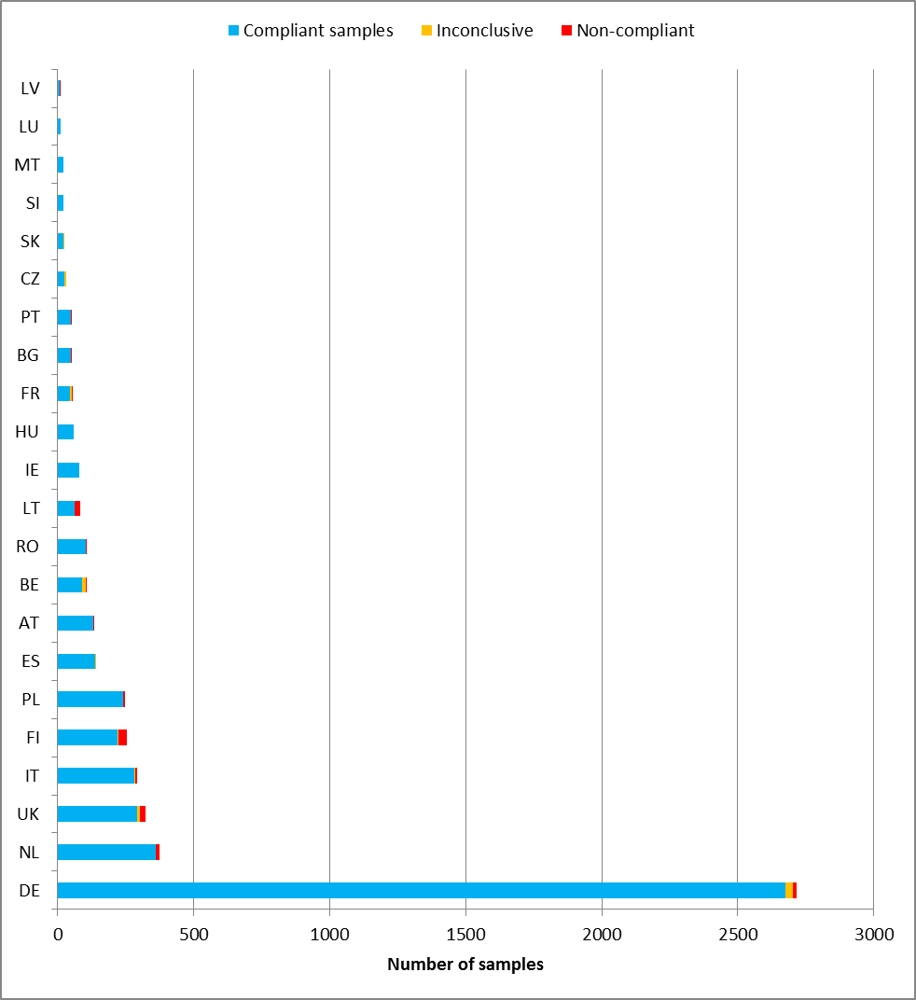 Compliant samples Inconclusive Non-compliant
LV
LU
MT
SI
SK
CZ
PT
BG
FR
HU
IE
LT
RO
BE
AT
ES
PL
FI
IT
UK
NL
DE
0 500 1000 1500 2000 2500 3000
Number of samples